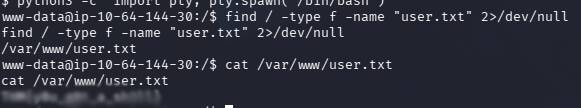 $ python3 -c "import pty; pty.spawn("/bin/bash")"
www-data@ip-10-64-144-30:/$ find / -type f -name "user.txt" 2>/dev/null
find / -type f -name "user.txt" 2>/dev/null
/var/www/user.txt
www-data@ip-10-64-144-30:/$ cat /var/www/user.txt
cat /var/www/user.txt